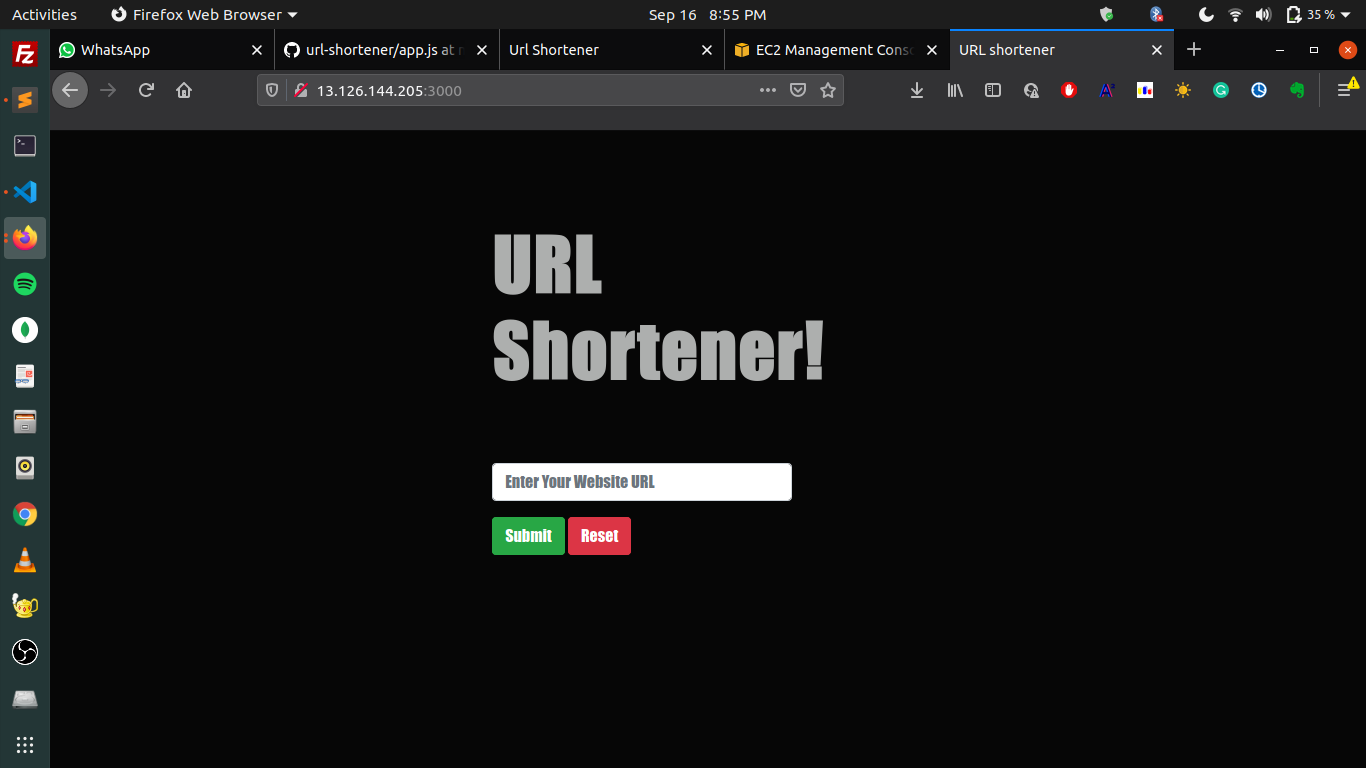 Activities
Firefox Web Browser
Sep 16 8:55 PM
35 %
WhatsApp
url-shortener/app.js at
Url Shortener
EC2 Management Conso
URL shortener
13.126.144.205:3000
URL
Shortener!
Enter Your Website URL
Submit Reset